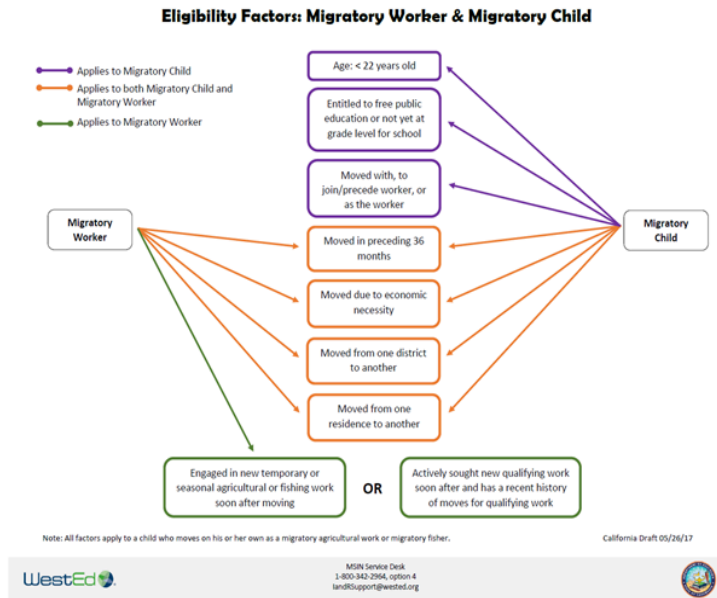 Eligibility Factors: Migratory Worker & Migratory Child
Applies to Migratory Child
Applies to both Migratory Child and
Migratory Worker
Applies to Migratory Worker
Age: < 22 years old
Entitled to free public
education or not yet at
grade level for school
Moved with, to
join/precede worker, or
as the worker
Migratory
Worker
Migratory
Child
Moved in preceding 36
months
Moved due to economic
necessity
Moved from one district
to another
Moved from one
residence to another
Engaged in new temporary or
seasonal agricultural or fishing work
soon after moving
OR
Actively sought new qualifying work
soon after and has a recent history
of moves for qualifying work
Note: All factors apply to a child who moves on his or her own as a migratory agricultural work or migratory fisher.
California Draft 05/26/17
WestEd
MSIN Service Desk
1-800-342-2964, option 4
IandRSupport@wested.org